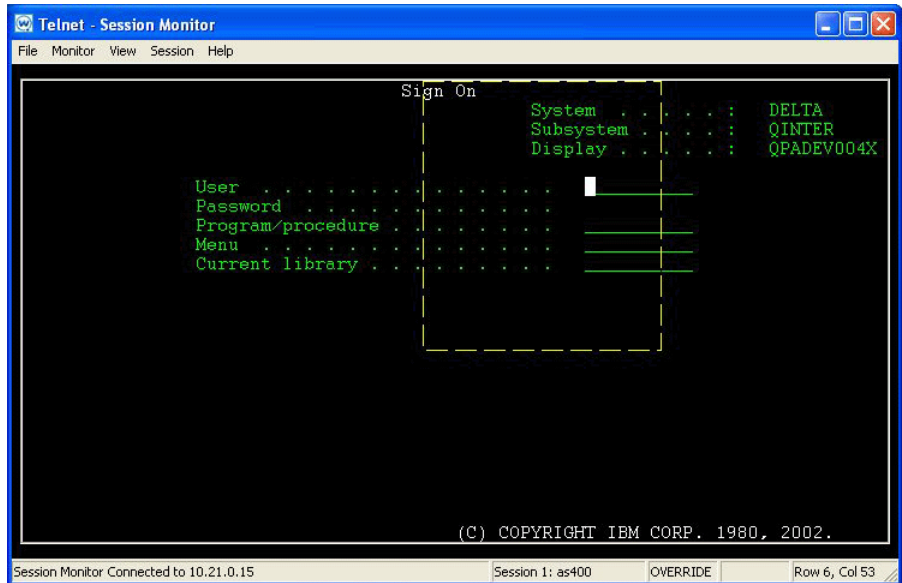 Telnet - Session Monitor
File Monitor View Session Help
Sign On
System . . . . . : DELTA
Subsystem . . . . : QINTER
Display . . . . . : QPADEV004X
User . . . . . . . . . . . . . .
Password . . . . . . . . . . . .
Program/procedure . . . . . . . .
Menu . . . . . . . . . . . . . .
Current library . . . . . . . . .
(C) COPYRIGHT IBM CORP. 1980, 2002.
Session Monitor Connected to 10.21.0.15 Session 1: as400 OVERRIDE Row 6, Col 53